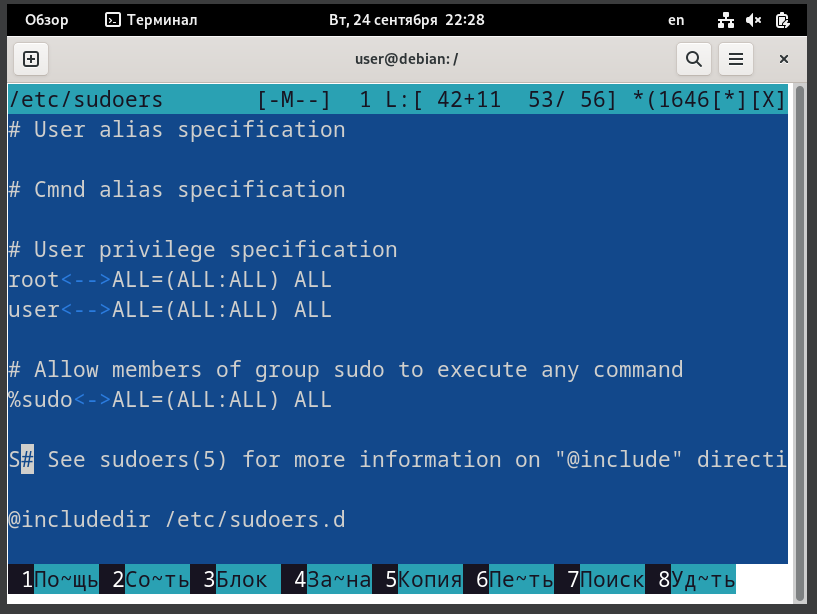 Обзор Терминал Вт, 24 сентября 22:28 en
user@debian: /
/etc/sudoers [-M--] 1 L:[ 42+11 53/ 56] *(1646[*][X]
# User alias specification
# Cmnd alias specification
# User privilege specification
root<-->ALL=(ALL:ALL) ALL
user<-->ALL=(ALL:ALL) ALL
# Allow members of group sudo to execute any command
%sudo<->ALL=(ALL:ALL) ALL
S# See sudoers(5) for more information on "@include" directi
@includedir /etc/sudoers.d
1По~щь 2Со~ть 3Блок 4За~на 5Копия 6Пе~ть 7Поиск 8Уд~ть